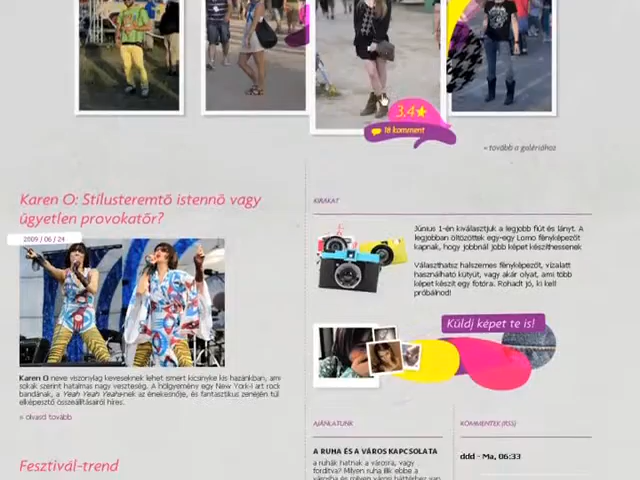 3.4★
18 komment
« tovább a galériához
Karen O: Stílusteremtő istennő vagy
ügyetlen provokatőr?
2009 / 06 / 24
Karen O neve viszonylag keveseknek lehet ismert kicsinyke kis hazánkban, ami
sokak szerint hatalmas nagy veszteség. A hölgyemény egy New York-i art rock
bandának, a Yeah Yeah Yeahs-nek az énekesnője, és fantasztikus zenéjén túl
elképesztő összeállításairól híres.
» olvasd tovább
Fesztivál-trend
KIRAKAT
Június 1-én kiválasztjuk a legjobb fiút és lányt. A
legjobban öltözöttek egy-egy Lomo fényképezőt
kapnak, hogy jobbnál jobb képet készíthessenek
Választhatsz halszemes fényképezőt, vízalatt
használható kütyüt, vagy akár olyat, ami több
képet készít egy fotóra. Rohadt jó, ki kell
próbálnod!
Küldj képet te is!
AJÁNLATUNK
A RUHA ÉS A VÁROS KAPCSOLATA
a ruhák hatnak a városra, vagy
fordítva? Milyen ruha illik ebbe a
KOMMENTEK (RSS)
ddd - Ma, 06:33